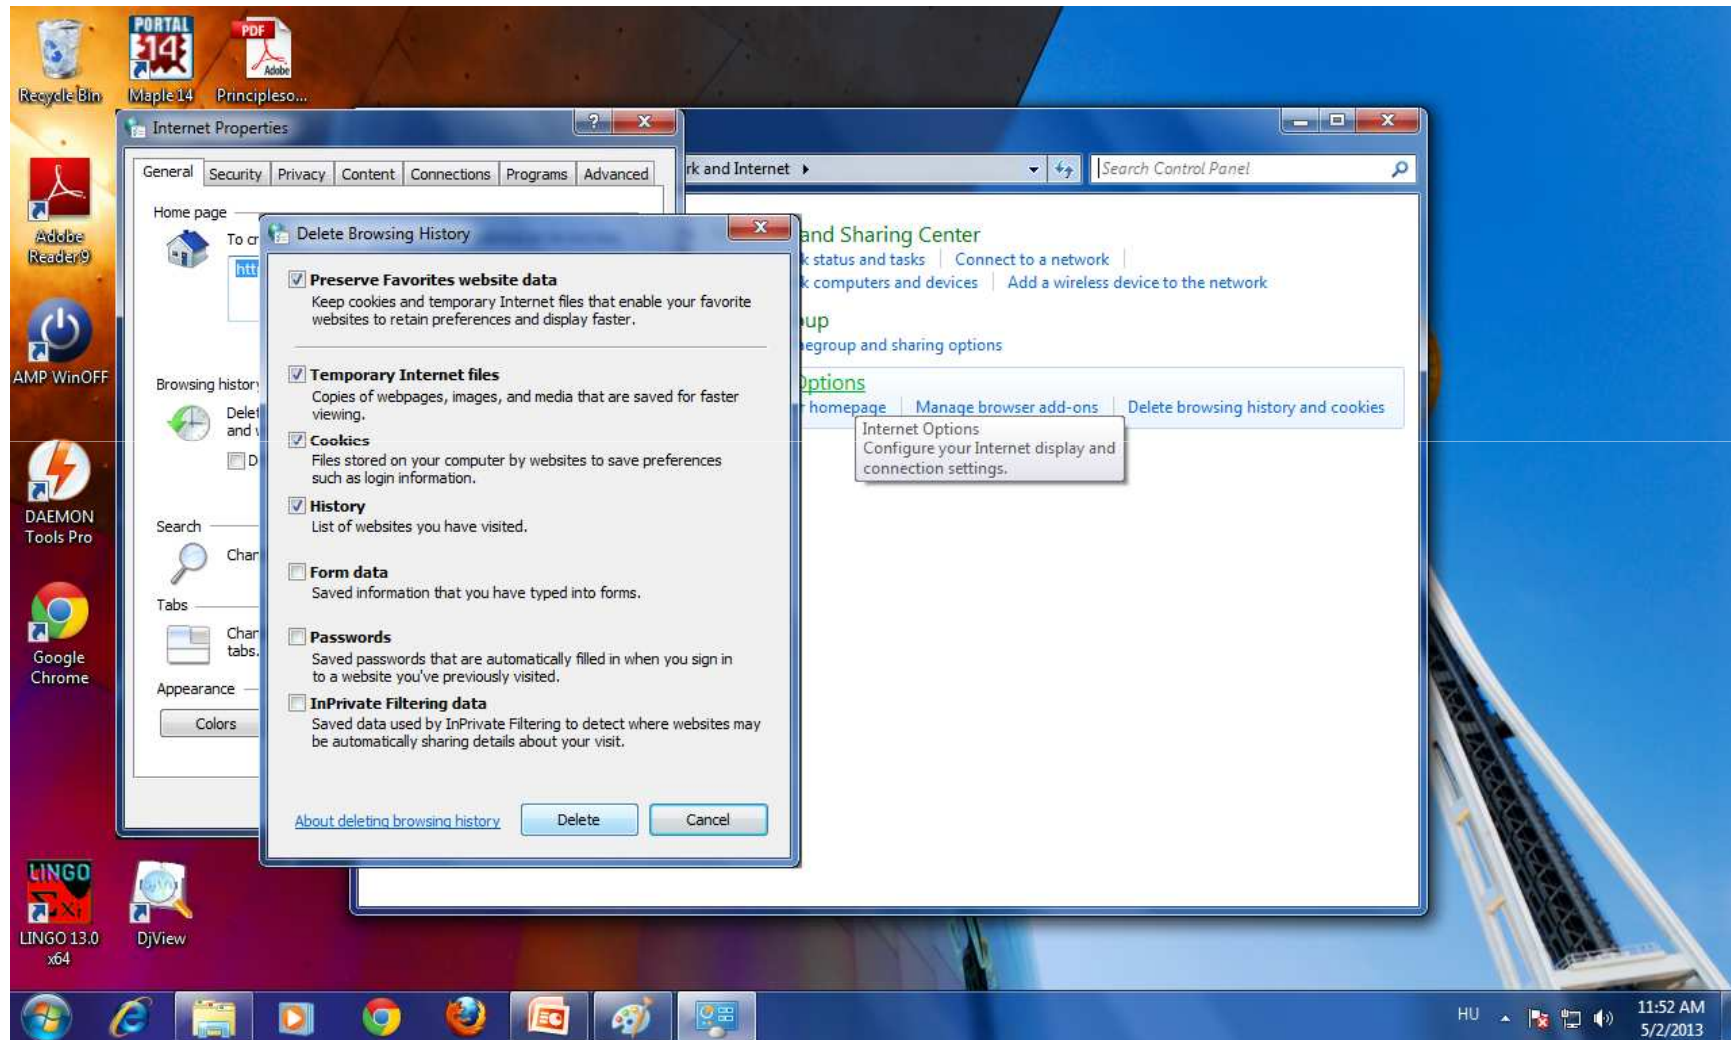 Recycle Bin
PORTAL
14
Maple 14
PDF
Adobe
Principleso...
Adobe
Reader 9
AMP WinOFF
DAEMON
Tools Pro
Google
Chrome
LINGO
LINGO 13.0
x64
DjView
Internet Properties
General Security Privacy Content Connections Programs Advanced
Home page
To cr
htt
Browsing history
Delet
and
D
Search
Chan
Tabs
Chan
tabs.
Appearance
Colors
Delete Browsing History
Preserve Favorites website data
Keep cookies and temporary Internet files that enable your favorite
websites to retain preferences and display faster.
Temporary Internet files
Copies of webpages, images, and media that are saved for faster
viewing.
Cookies
Files stored on your computer by websites to save preferences
such as login information.
History
List of websites you have visited.
Form data
Saved information that you have typed into forms.
Passwords
Saved passwords that are automatically filled in when you sign in
to a website you've previously visited.
InPrivate Filtering data
Saved data used by InPrivate Filtering to detect where websites may
be automatically sharing details about your visit.
About deleting browsing history Delete Cancel
rk and Internet
Search Control Panel
and Sharing Center
k status and tasks Connect to a network
k computers and devices Add a wireless device to the network
up
egroup and sharing options
Options
homepage Manage browser add-ons Delete browsing history and cookies
Internet Options
Configure your Internet display and
connection settings.
HU
11:52 AM
5/2/2013